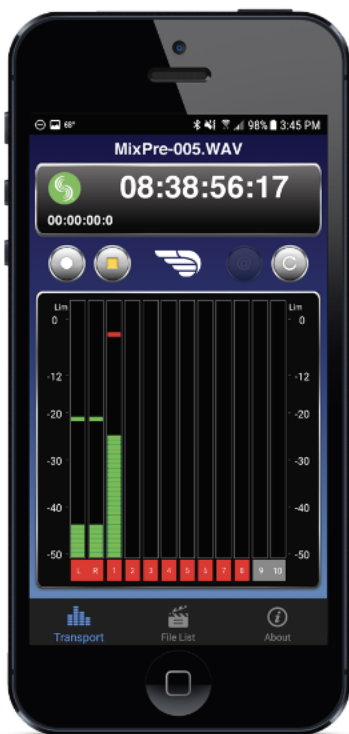 68° 98% 3:45 PM
MixPre-005.WAV
08:38:56:17
00:00:00:0
C
Lim Lim
0 0
-12 -12
-20 -20
-30 -30
-40 -40
-50 -50
L R 1 2 3 4 5 6 7 8 9 10
Transport File List About